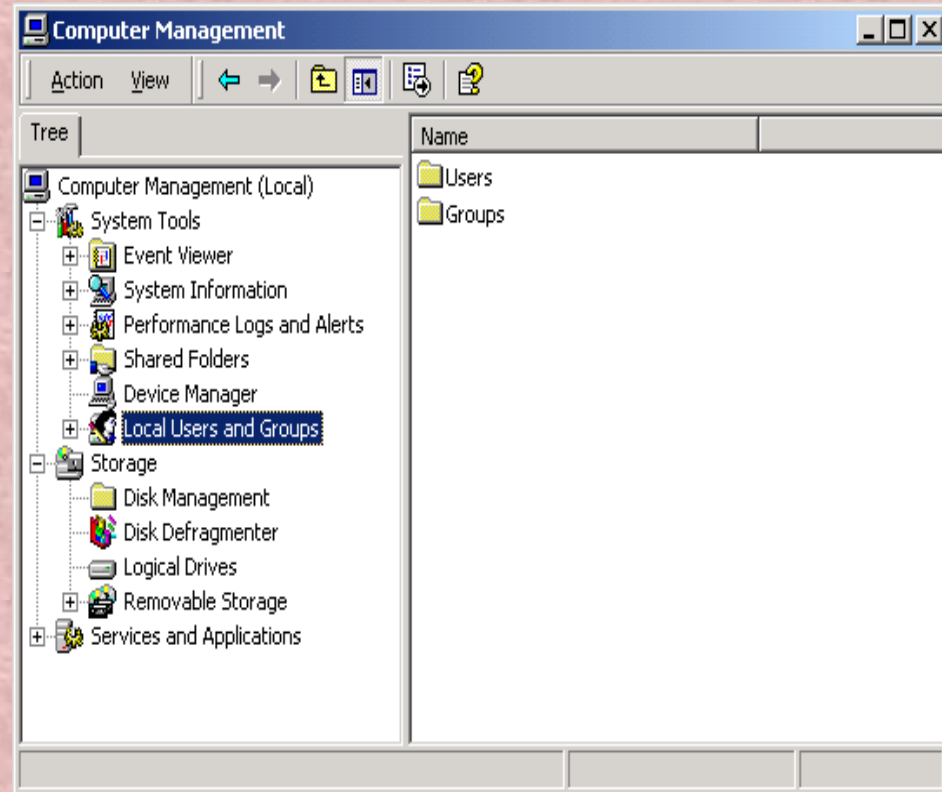 Computer Management
Action View
Tree
Computer Management (Local)
System Tools
Event Viewer
System Information
Performance Logs and Alerts
Shared Folders
Device Manager
Local Users and Groups
Storage
Disk Management
Disk Defragmenter
Logical Drives
Removable Storage
Services and Applications
Name
Users
Groups